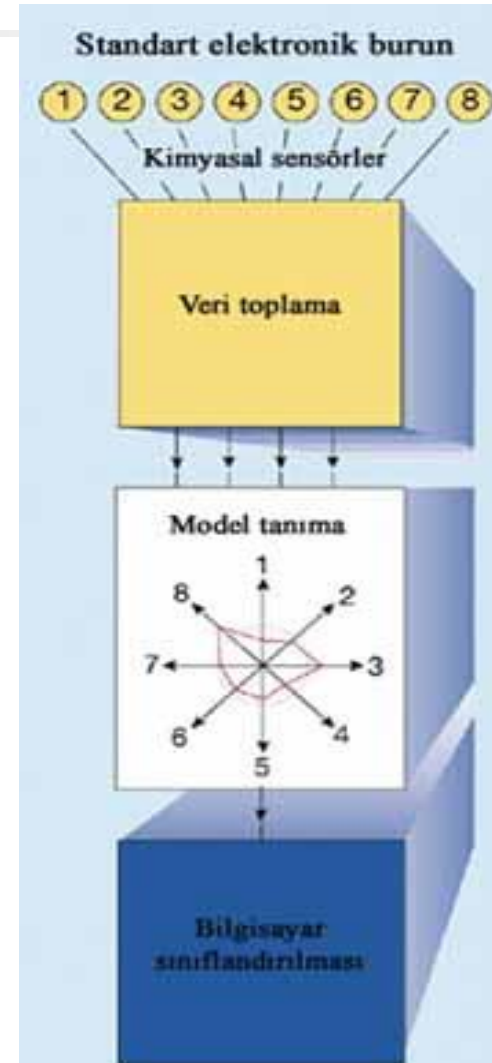 Standart elektronik burun
1 2 3 4 5 6 7 8
Kimyasal sensörler
Veri toplama
Model tanıma
1
8 2
7 3
6 4
5
Bilgisayar
sınıflandırılması